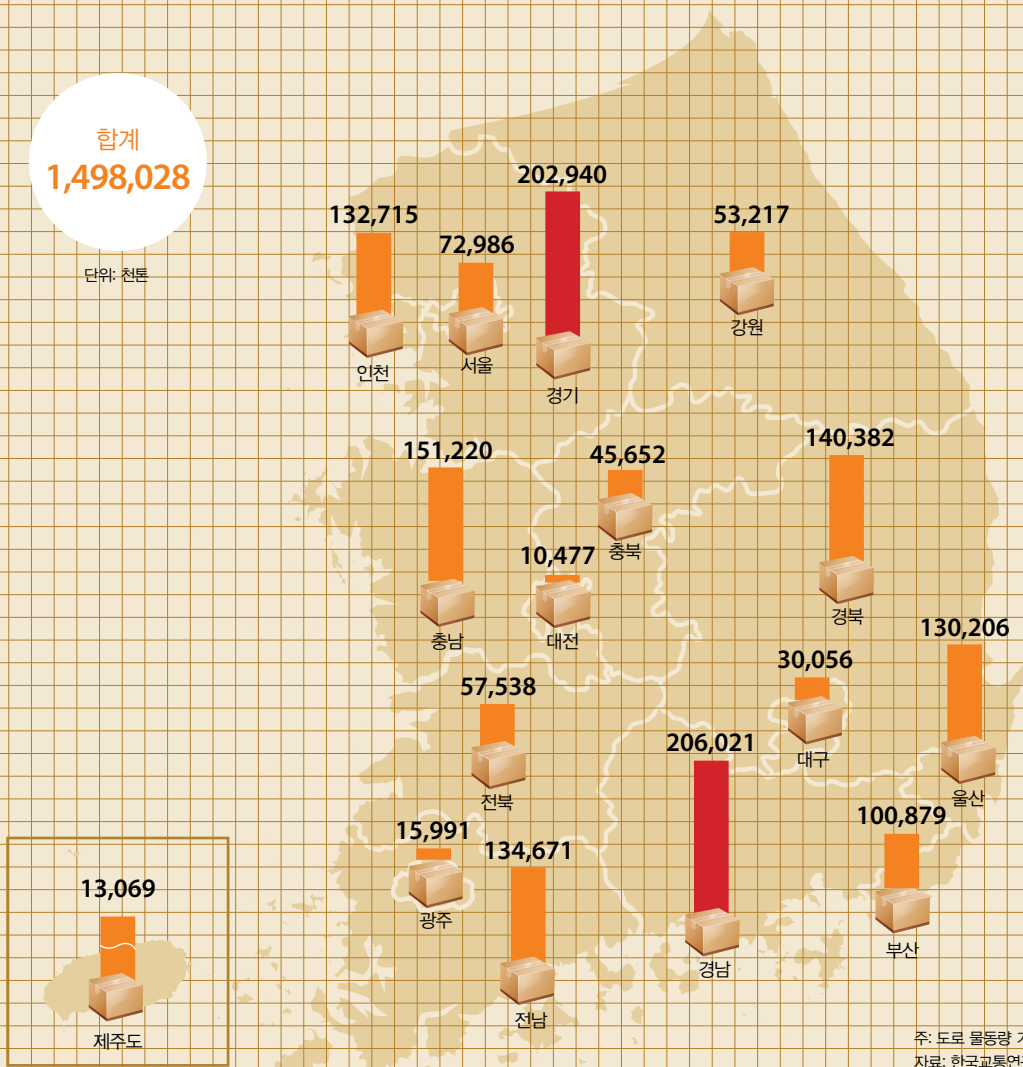 합계
1,498,028
단위: 천톤
202,940
132,715
53,217
72,986
강원
서울
인천
경기
140,382
151,220
45,652
충북
10,477
경북
충남
대전
130,206
30,056
57,538
206,021
대구
울산
전북
100,879
15,991
134,671
13,069
광주
부산
경남
전남
제주도
주: 도로 물동량
자료: